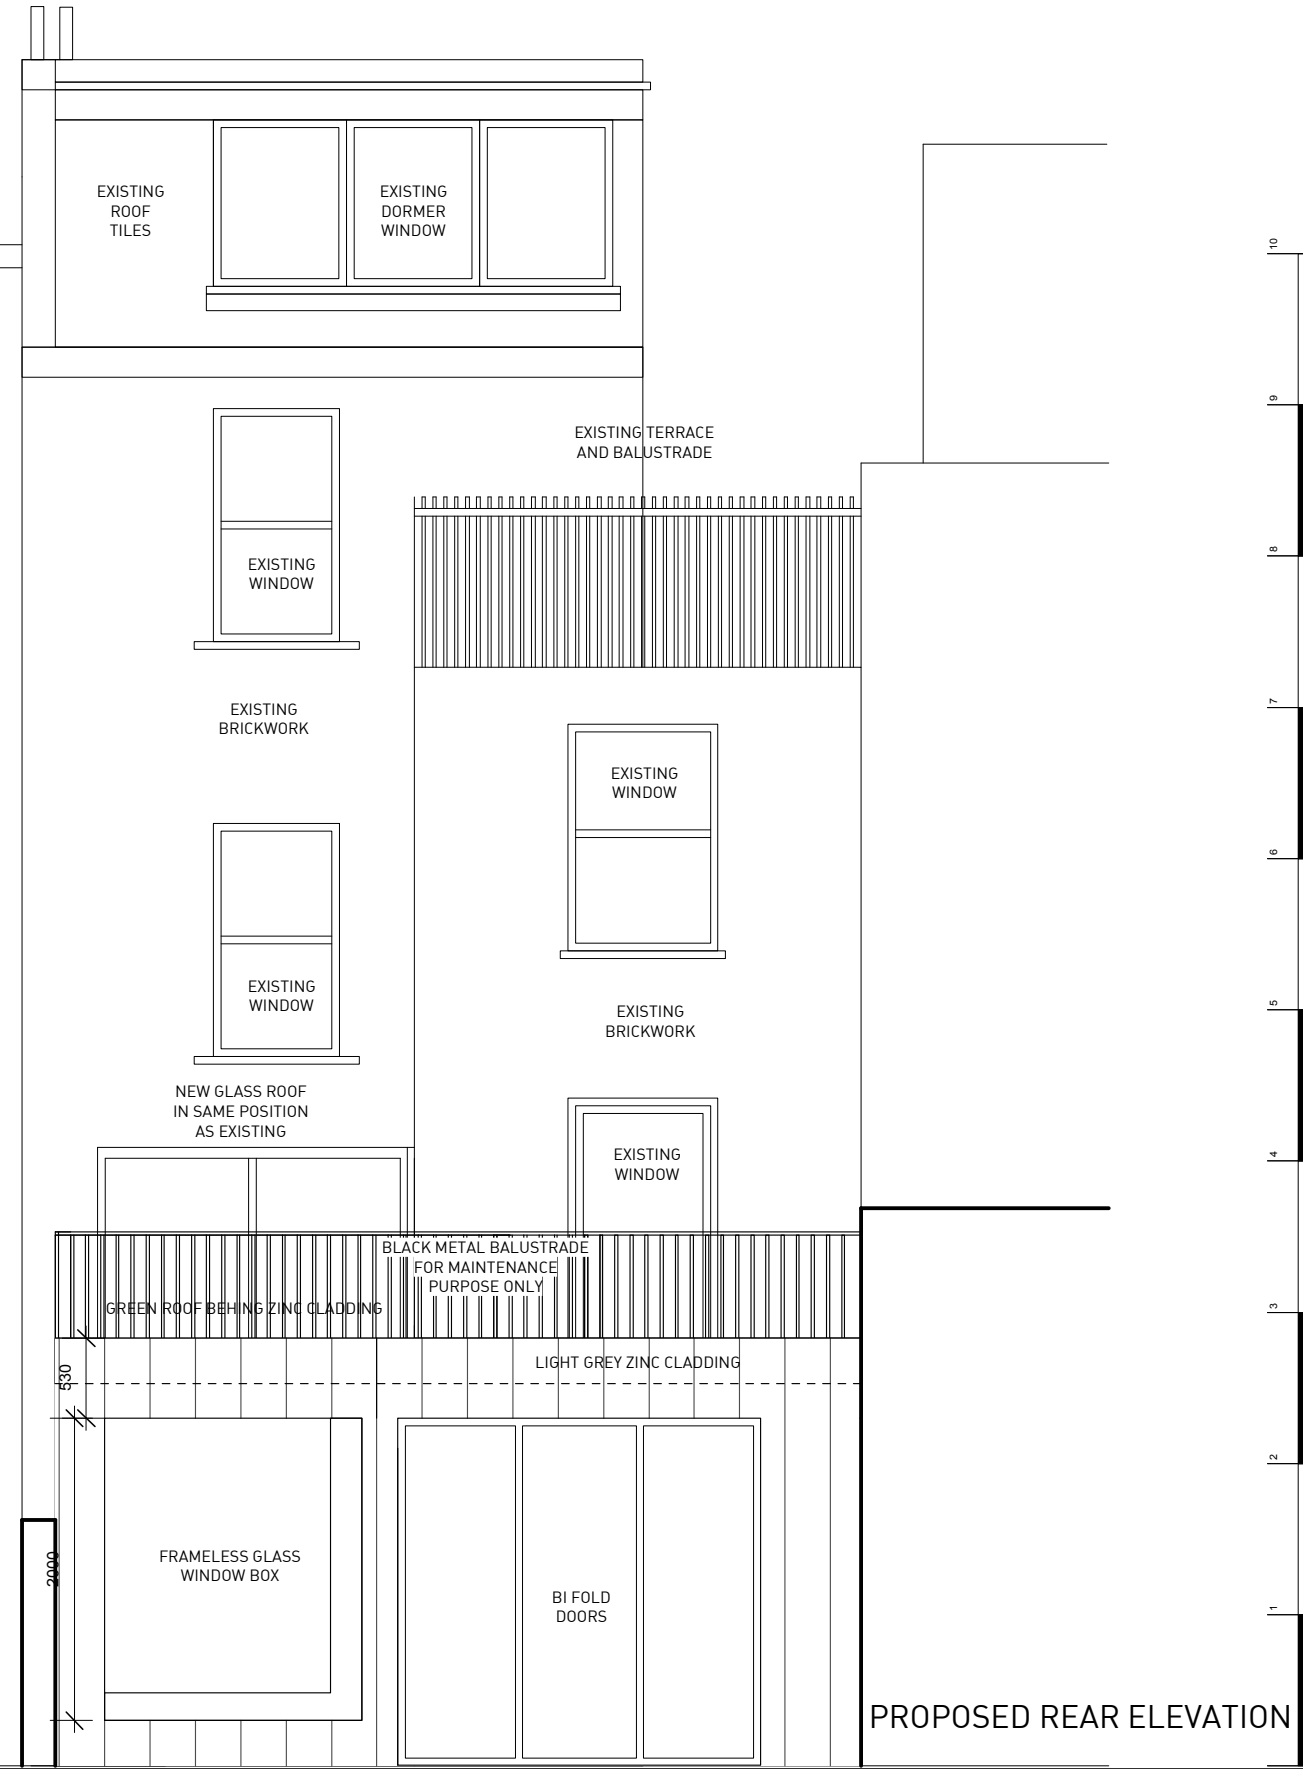 EXISTING
ROOF
TILES
EXISTING
DORMER
WINDOW
10
9
EXISTING TERRACE
AND BALUSTRADE
8
EXISTING
WINDOW
7
EXISTING
BRICKWORK
EXISTING
WINDOW
6
EXISTING
WINDOW
5
EXISTING
BRICKWORK
NEW GLASS ROOF
IN SAME POSITION
AS EXISTING
4
EXISTING
WINDOW
BLACK METAL BALUSTRADE
FOR MAINTENANCE
PURPOSE ONLY
3
GREEN ROOF BEHING ZINC CLADDING
LIGHT GREY ZINC CLADDING
530
2
FRAMELESS GLASS
WINDOW BOX
2000
BI FOLD
DOORS
1
PROPOSED REAR ELEVATION